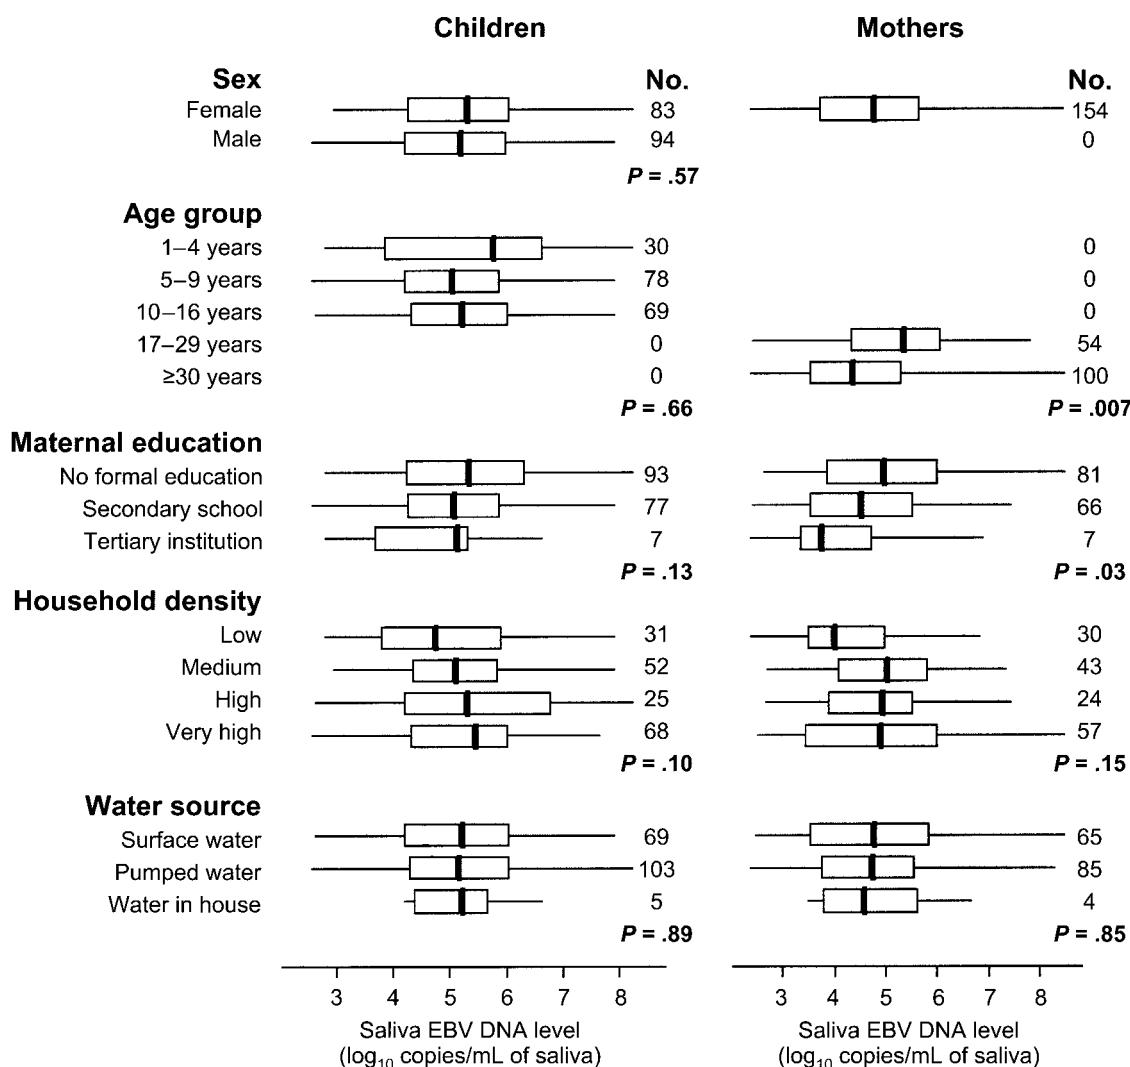 Children Mothers
Sex No. No.
Female 83 154
Male 94 0
P = .57
Age group
1–4 years 30 0
5–9 years 78 0
10–16 years 69 0
17–29 years 0 54
≥30 years 0 100
P = .66 P = .007
Maternal education
No formal education 93 81
Secondary school 77 66
Tertiary institution 7 7
P = .13 P = .03
Household density
Low 31 30
Medium 52 43
High 25 24
Very high 68 57
P = .10 P = .15
Water source
Surface water 69 65
Pumped water 103 85
Water in house 5 4
P = .89 P = .85
3 4 5 6 7 8 3 4 5 6 7 8
Saliva EBV DNA level Saliva EBV DNA level
(log₁₀ copies/mL of saliva) (log₁₀ copies/mL of saliva)